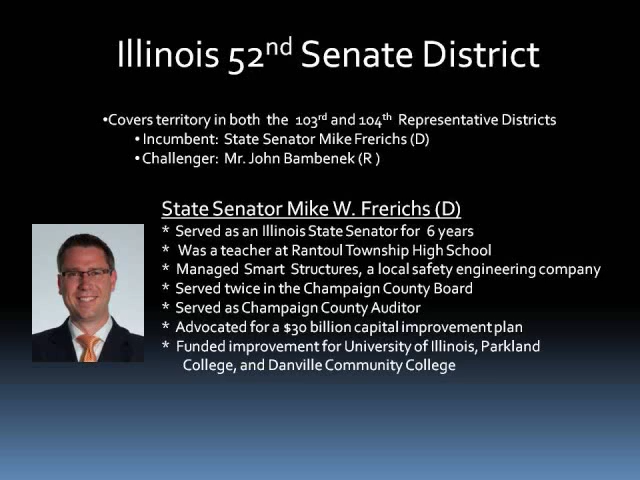 Illinois 52nd Senate District
•Covers territory in both the 103rd and 104th Representative Districts
• Incumbent: State Senator Mike Frerichs (D)
• Challenger: Mr. John Bambenek (R )
State Senator Mike W. Frerichs (D)
* Served as an Illinois State Senator for 6 years
* Was a teacher at Rantoul Township High School
* Managed Smart Structures, a local safety engineering company
* Served twice in the Champaign County Board
* Served as Champaign County Auditor
* Advocated for a $30 billion capital improvement plan
* Funded improvement for University of Illinois, Parkland
College, and Danville Community College